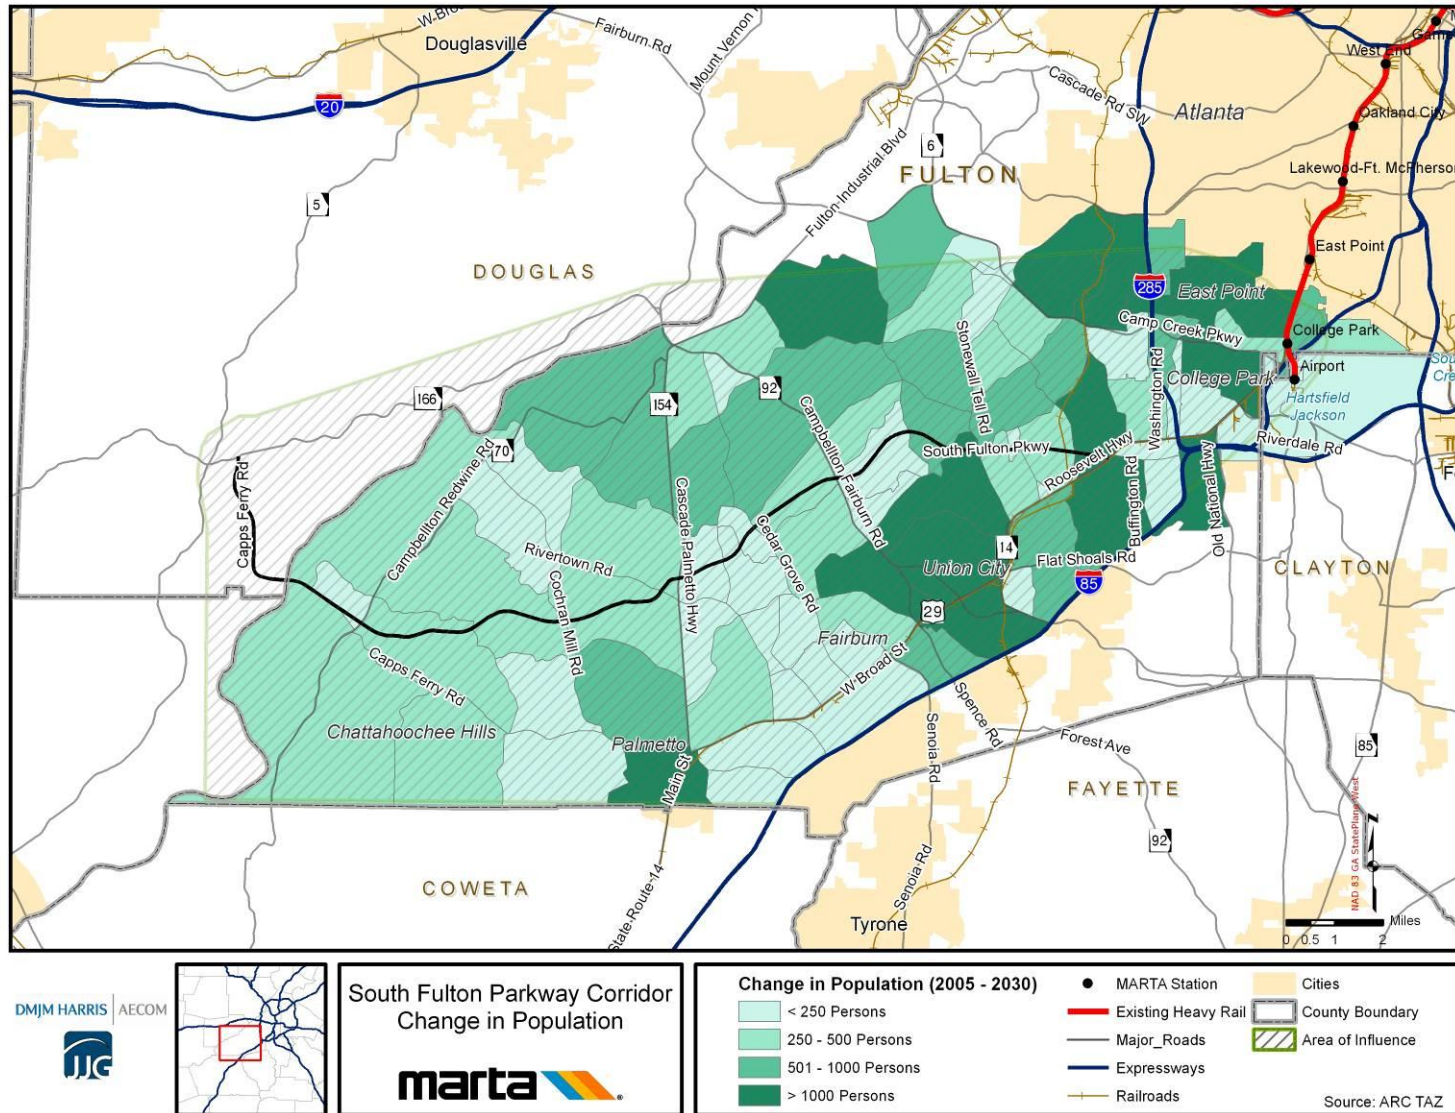 Douglasville
Fairburn Rd
Mount Vernon
20
West End
Cascade Rd SW
Atlanta
Oakland City
6
FULTON
Lakewood-Ft. McPherson
5
Fulton-Industrial Blvd
DOUGLAS
East Point
285
East Point
Camp Creek Pkwy
College Park
Stonewall Tell Rd
Washington Rd
College Park
Airport
Hartsfield
Jackson
166
154
92
Campbellton Fairburn Rd
70
South Fulton Pkwy
Roosevelt Hwy
Riverdale Rd
Capps Ferry Rd
Campbellton Redwine Rd
Cascade Palmetto Hwy
Cedar Grove Rd
Buffington Rd
Old National Hwy
Rivertown Rd
Cochran Mill Rd
14
Union City
Flat Shoals Rd
85
CLAYTON
29
Fairburn
W Broad St
Capps Ferry Rd
Chattahoochee Hills
Palmetto
Main St
Spence Rd
Senoia Rd
Forest Ave
85
FAYETTE
92
COWETA
State Route 14
Senoia Rd
Tyrone
NAD 83 GA StatePlane West
Z
Miles
0 0.5 1 2
DMJM HARRIS AECOM
JJG
South Fulton Parkway Corridor
Change in Population
marta
Change in Population (2005 - 2030)
< 250 Persons
250 - 500 Persons
501 - 1000 Persons
> 1000 Persons
MARTA Station
Existing Heavy Rail
Major_Roads
Expressways
Railroads
Cities
County Boundary
Area of Influence
Source: ARC TAZ